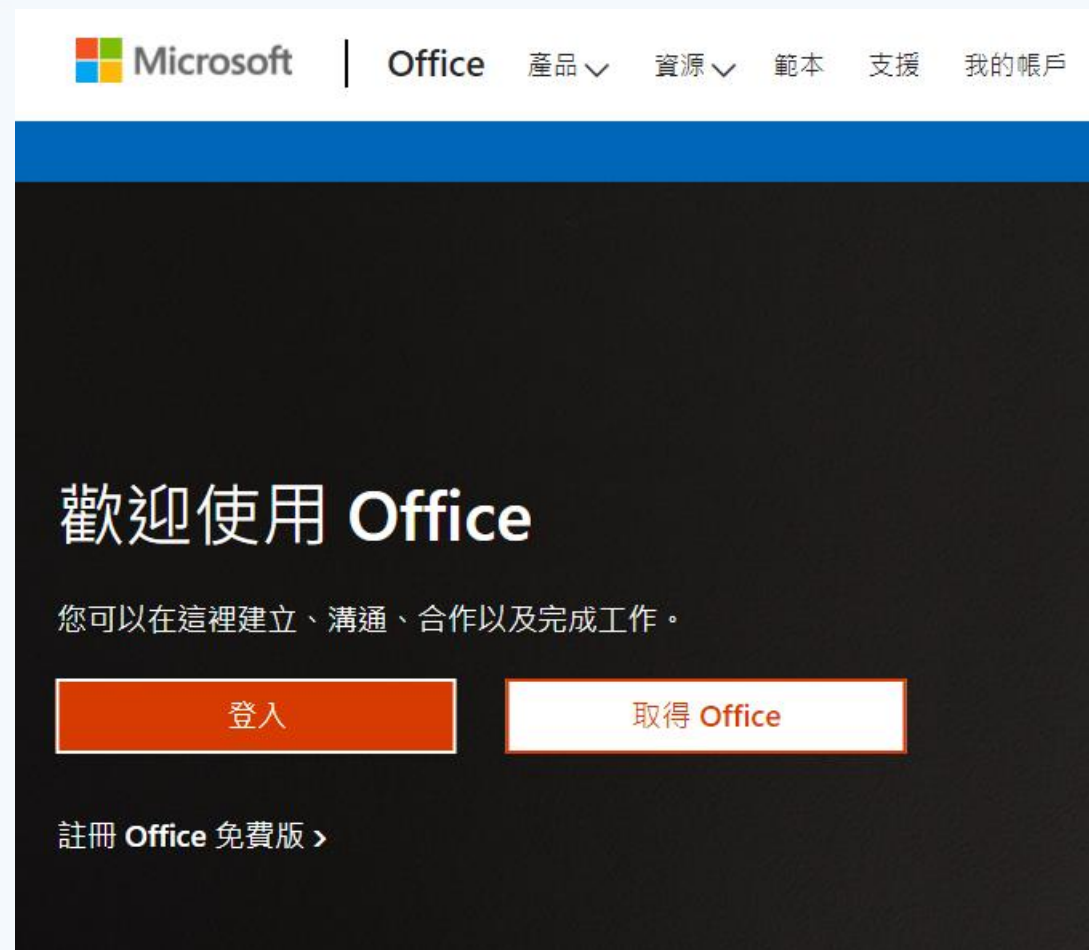 Microsoft | Office 產品 資源 範本 支援 我的帳戶
歡迎使用 Office
您可以在這裡建立、溝通、合作以及完成工作。
登入 取得 Office
註冊 Office 免費版 >